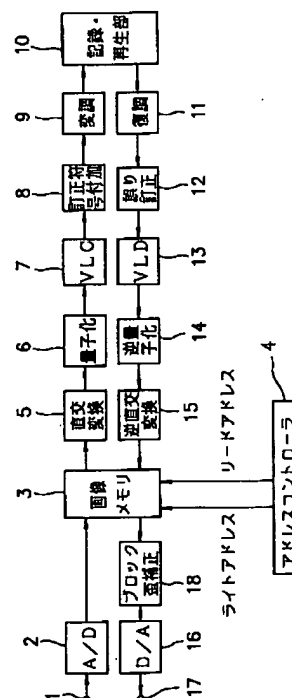 1
2
A/D
3
画像
メモリ
5
直交
変換
6
量子化
7
VLC
8
訂正符
号付加
9
変調
10
記録・
再生部
11
復調
12
誤り
訂正
13
VLD
14
逆量
子化
15
逆直交
変換
18
ブロック
歪補正
16
D/A
17
ライトアドレス
リードアドレス
4
アドレスコントローラ